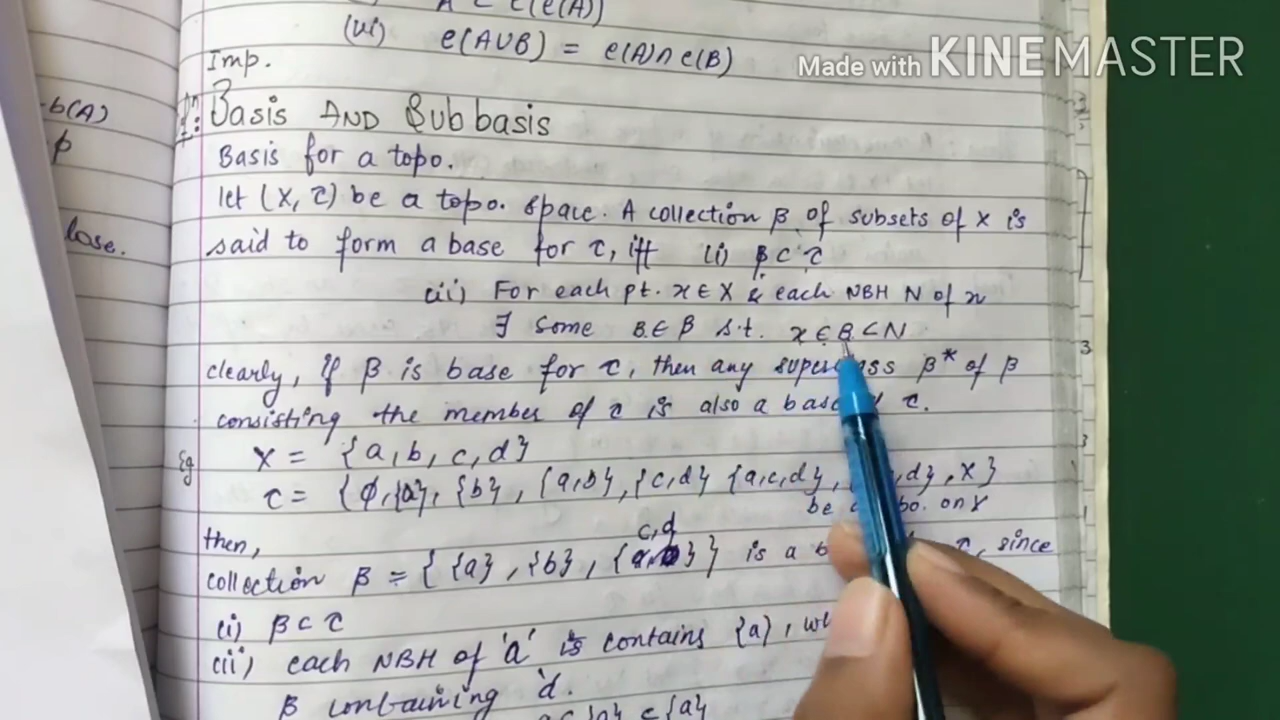 A ⊂ e(e(A))
(vi) e(A∪B) = e(A)∩e(B)
Made with KINEMASTER
Imp.
Basis AND Subbasis
b(A)
p
Basis for a topo.
let (X, τ) be a topo. space. A collection β of subsets of X is
lase.
said to form a base for τ, iff (i) β ⊂ τ
(ii) For each pt. x∈X & each NBH N of x
∃ some B∈β s.t. x∈B⊂N
clearly, if β is base for τ, then any β* of β
consisting the member of τ is also a τ.
Eg X = {a, b, c, d}
τ = {ϕ, {a}, {b}, {a,b}, {c,d} {a,c,d}, d}, X}
be on X
then,
c,d
collection β = { {a}, {b}, { } } is a τ, since
(i) β⊂τ
(ii) each NBH of 'a' is contains {a},
β containing 'd.
{a} ∈ {a}